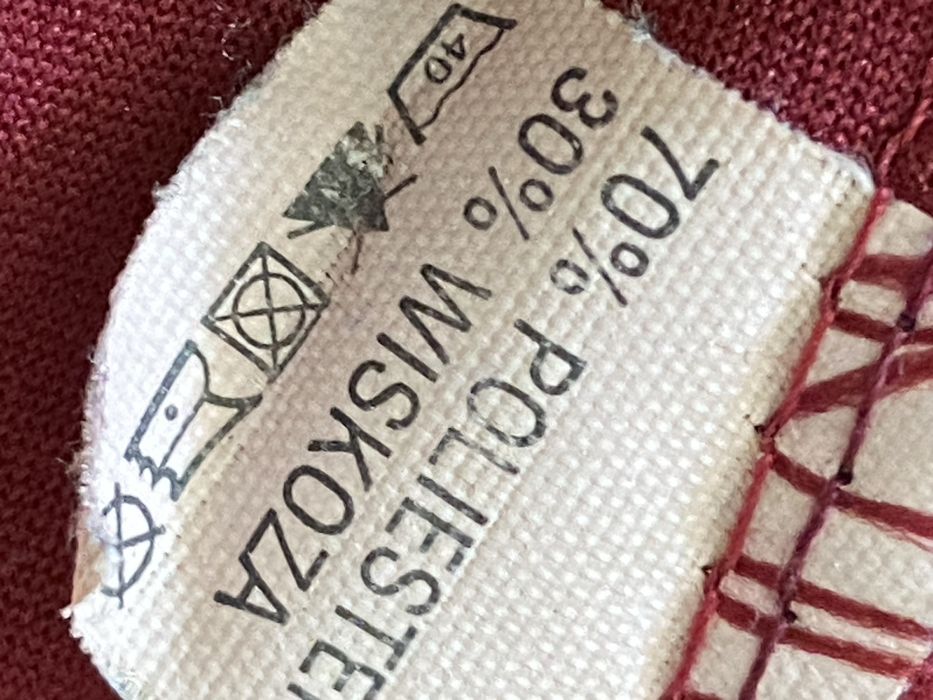 70% POLIESTE
30% WISKOZA
40